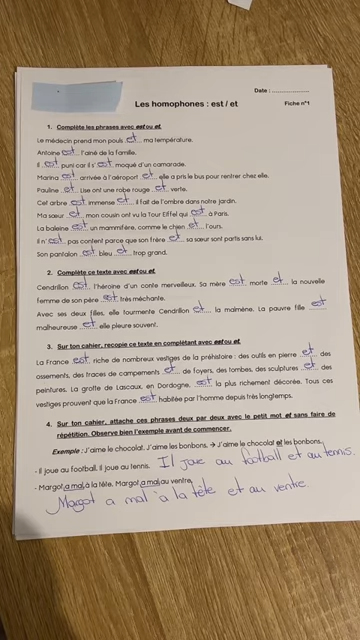 Date : ..................
Les homophones : est / et
Fiche n°1
1. Complète les phrases avec est ou et.
Le médecin prend mon pouls et ma température.
Antoine est l'aîné de la famille.
Il est puni car il s' est moqué d'un camarade.
Marina est arrivée à l'aéroport et elle a pris le bus pour rentrer chez elle.
Pauline et Lise ont une robe rouge et verte.
Cet arbre est immense et il fait de l'ombre dans notre jardin.
Ma sœur et mon cousin ont vu la Tour Eiffel qui est à Paris.
La baleine est un mammifère, comme le chien et l'ours.
Il n' est pas content parce que son frère et sa sœur sont partis sans lui.
Son pantalon est bleu et trop grand.
2. Complète ce texte avec est ou et.
Cendrillon est l'héroïne d'un conte merveilleux. Sa mère est morte et la nouvelle
femme de son père est très méchante.
Avec ses deux filles, elle tourmente Cendrillon et la malmène. La pauvre fille est
malheureuse et elle pleure souvent.
3. Sur ton cahier, recopie ce texte en complétant avec est ou et.
La France est riche de nombreux vestiges de la préhistoire : des outils en pierre et des
ossements, des traces de campements et de foyers, des tombes, des sculptures et des
peintures. La grotte de Lascaux, en Dordogne, est la plus richement décorée. Tous ces
vestiges prouvent que la France est habitée par l'homme depuis très longtemps.
4. Sur ton cahier, attache ces phrases deux par deux avec le petit mot et sans faire de
répétition. Observe bien l'exemple avant de commencer.
Exemple : J'aime le chocolat. J'aime les bonbons. → J'aime le chocolat et les bonbons.
- Il joue au football. Il joue au tennis. Il joue au football et au tennis.
- Margot a mal à la tête. Margot a mal au ventre.
Margot a mal à la tête et au ventre.